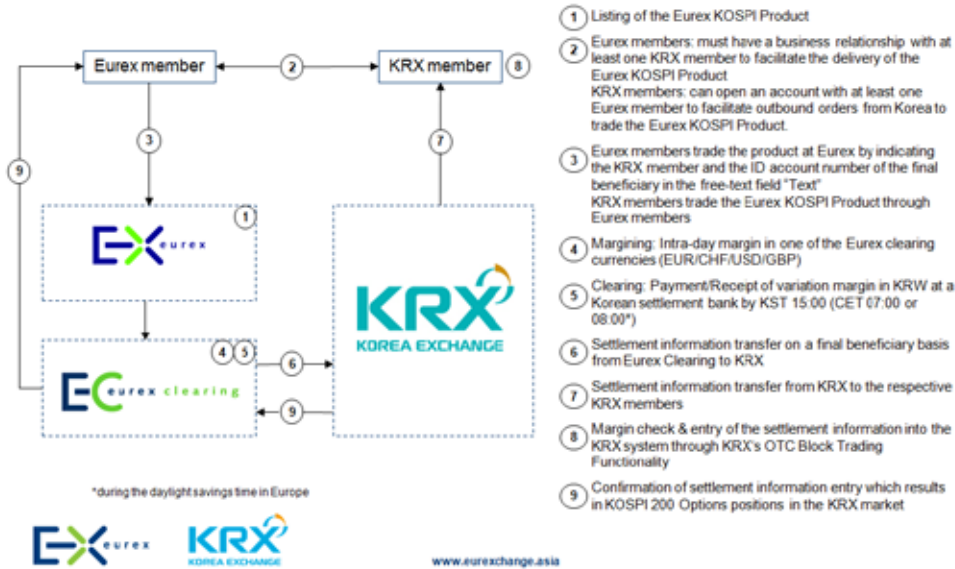 Eurex member
2
KRX member
8
3
7
9
1
eurex
KRX
KOREA EXCHANGE
4 5
6
eurex clearing
9
*during the daylight savings time in Europe
eurex
KRX
KOREA EXCHANGE
www.eurexchange.asia
1 Listing of the Eurex KOSPI Product
2 Eurex members: must have a business relationship with at
least one KRX member to facilitate the delivery of the
Eurex KOSPI Product
KRX members: can open an account with at least one
Eurex member to facilitate outbound orders from Korea to
trade the Eurex KOSPI Product.
3 Eurex members trade the product at Eurex by indicating
the KRX member and the ID account number of the final
beneficiary in the free-text field "Text"
KRX members trade the Eurex KOSPI Product through
Eurex members
4 Margining: Intra-day margin in one of the Eurex clearing
currencies (EUR/CHF/USD/GBP)
5 Clearing: Payment/Receipt of variation margin in KRW at a
Korean settlement bank by KST 15:00 (CET 07:00 or
08:00*)
6 Settlement information transfer on a final beneficiary basis
from Eurex Clearing to KRX
7 Settlement information transfer from KRX to the respective
KRX members
8 Margin check & entry of the settlement information into the
KRX system through KRX's OTC Block Trading
Functionality
9 Confirmation of settlement information entry which results
in KOSPI 200 Options positions in the KRX market